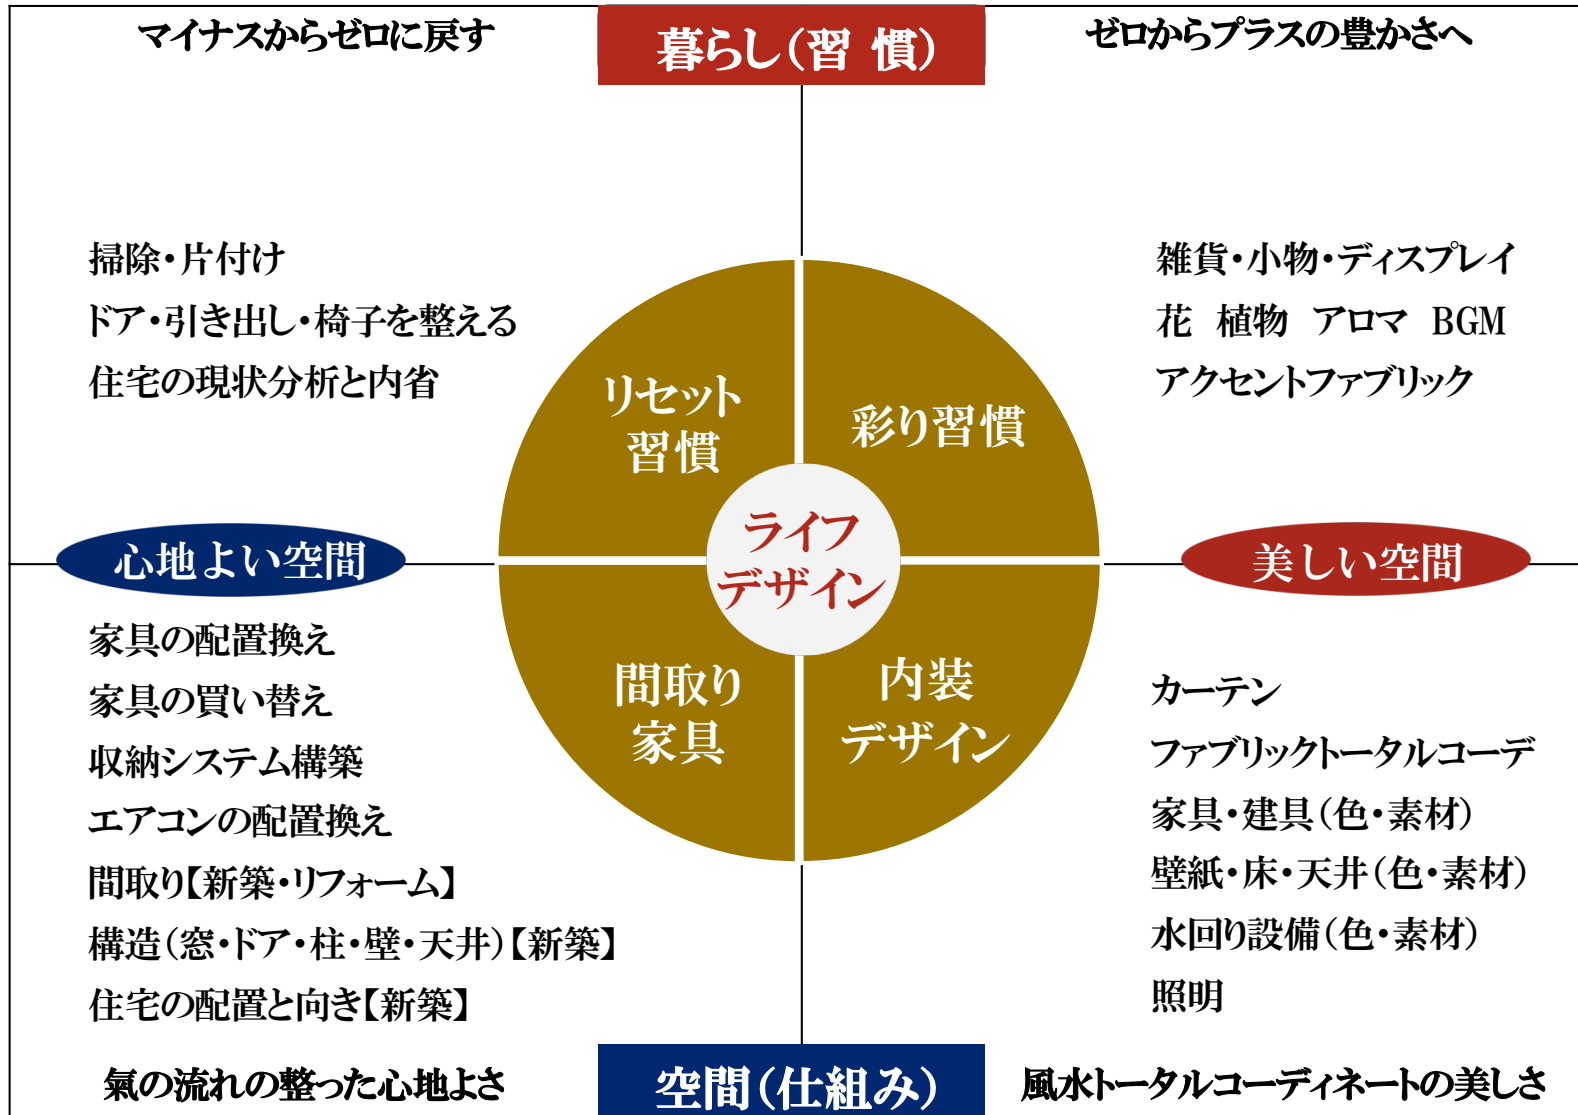 マイナスからゼロに戻す
暮らし(習 慣)
ゼロからプラスの豊かさへ
掃除・片付け
ドア・引き出し・椅子を整える
住宅の現状分析と内省
雑貨・小物・ディスプレイ
花 植物 アロマ BGM
アクセントファブリック
リセット
習慣
彩り習慣
ライフ
デザイン
心地よい空間
美しい空間
間取り
家具
内装
デザイン
家具の配置換え
家具の買い替え
収納システム構築
エアコンの配置換え
間取り【新築・リフォーム】
構造(窓・ドア・柱・壁・天井)【新築】
住宅の配置と向き【新築】
カーテン
ファブリックトータルコーデ
家具・建具(色・素材)
壁紙・床・天井(色・素材)
水回り設備(色・素材)
照明
氣の流れの整った心地よさ
空間(仕組み)
風水トータルコーディネートの美しさ